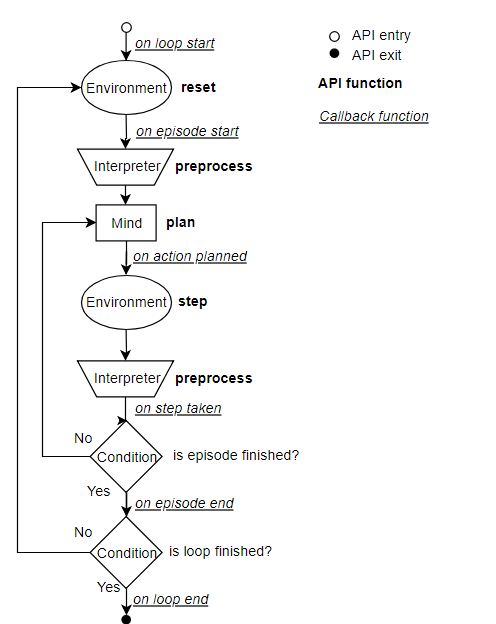 on loop start
API entry
API exit
API function
Callback function
Environment reset
on episode start
Interpreter preprocess
Mind plan
on action planned
Environment step
Interpreter preprocess
on step taken
No
Condition is episode finished?
Yes
on episode end
No
Condition is loop finished?
Yes
on loop end